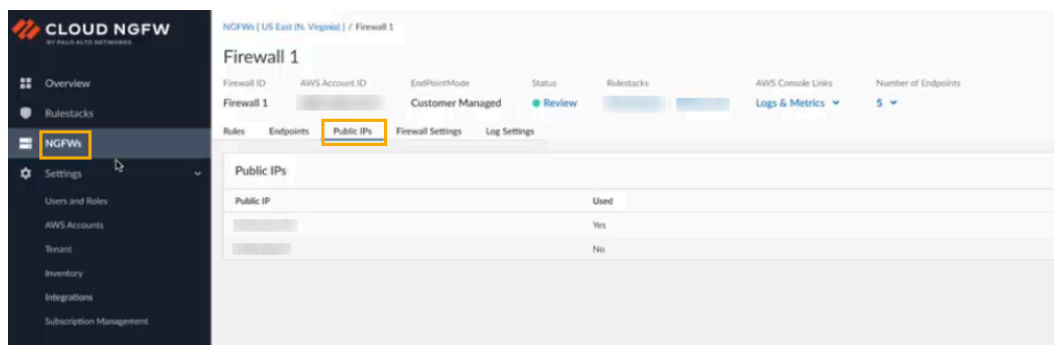 CLOUD NGFW
BY PALO ALTO NETWORKS
Overview
Rulestacks
NGFWs
Settings
Users and Roles
AWS Accounts
Tenant
Inventory
Integrations
Subscription Management
NGFWs [ US East (N. Virginia) ] / Firewall 1
Firewall 1
Firewall ID AWS Account ID EndPointMode Status Rulestacks AWS Console Links Number of Endpoints
Firewall 1 Customer Managed Review Logs & Metrics 5
Rules Endpoints Public IPs Firewall Settings Log Settings
Public IPs
Public IP Used
Yes
No